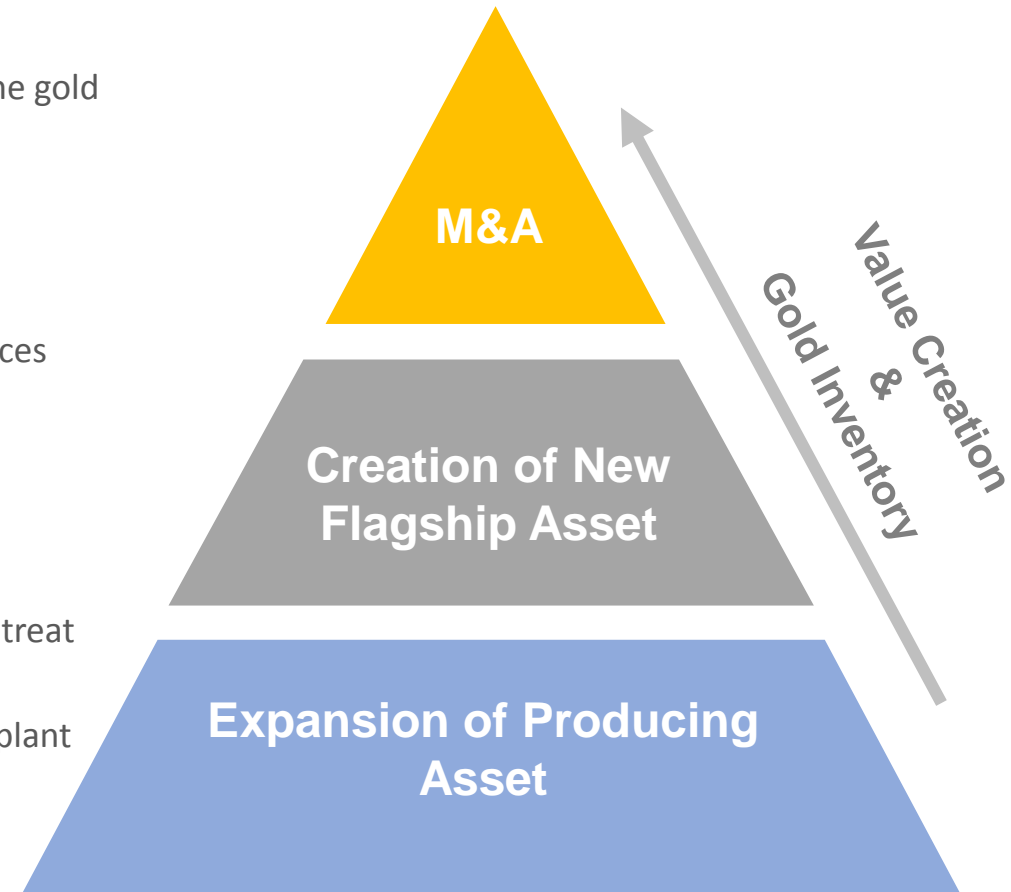 he gold
M&A
Value Creation
&
Gold Inventory
ces
Creation of New
Flagship Asset
treat
Expansion of Producing
Asset
plant